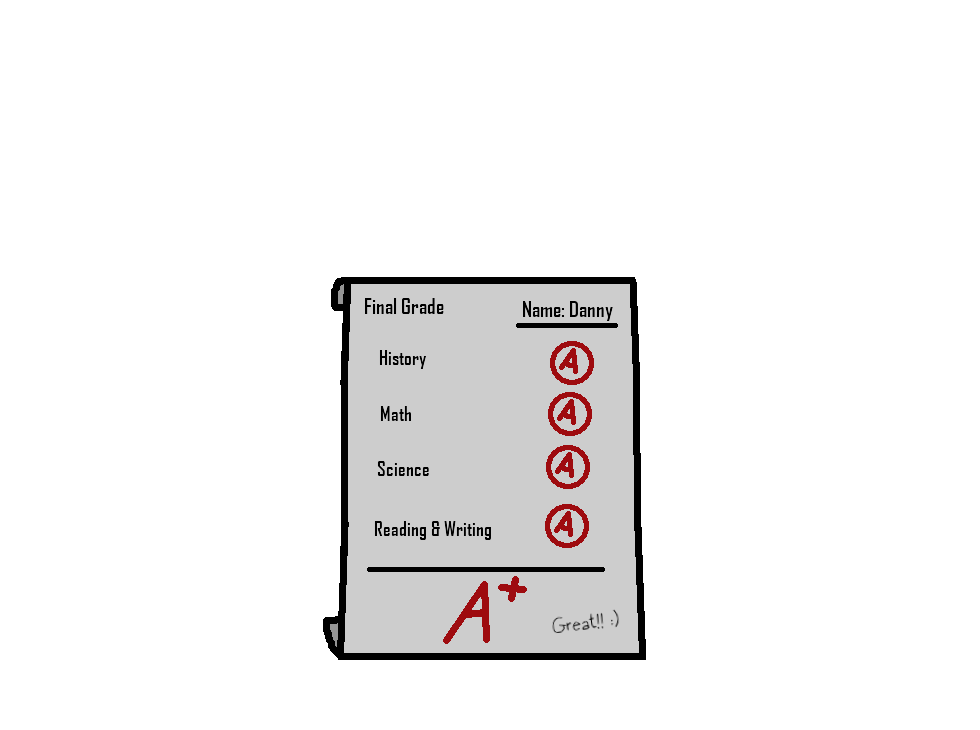 Final Grade Name: Danny
History A
Math A
Science A
Reading & Writing A
A+
Great!! :)